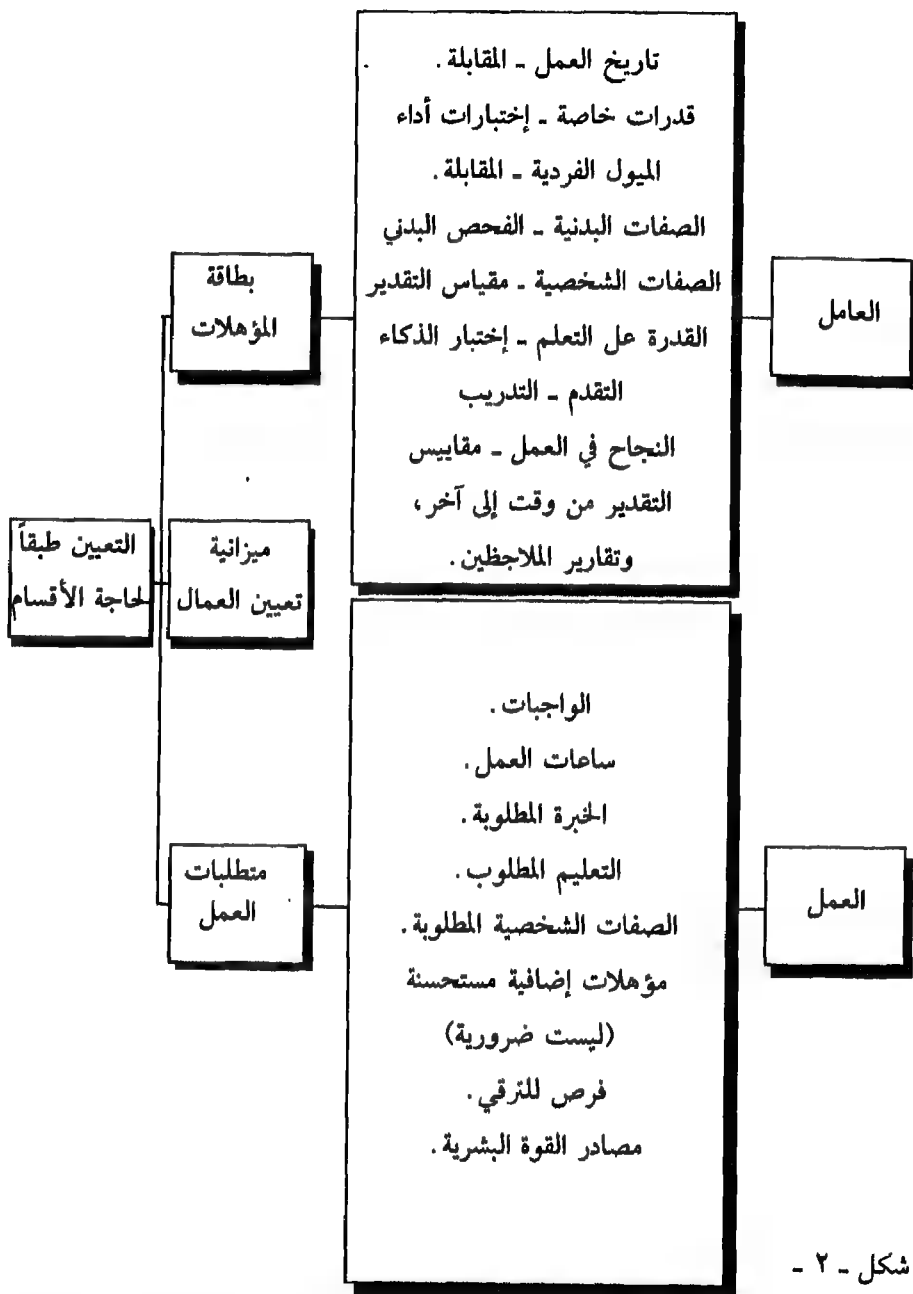 العامل
تاريخ العمل ـ المقابلة .
قدرات خاصة ـ إختبارات أداء
الميول الفردية ـ المقابلة .
الصفات البدنية ـ الفحص البدني
الصفات الشخصية ـ مقياس التقدير
القدرة عل التعلم ـ إختبار الذكاء
التقدم ـ التدريب
النجاح في العمل ـ مقاييس
التقدير من وقت إلى آخر ،
وتقارير الملاحظين .
بطاقة
المؤهلات
ميزانية
تعيين العمال
التعيين طبقاً
لحاجة الأقسام
العمل
الواجبات .
ساعات العمل .
الخبرة المطلوبة .
التعليم المطلوب .
الصفات الشخصية المطلوبة .
مؤهلات إضافية مستحسنة
(ليست ضرورية)
فرص للترقي .
مصادر القوة البشرية .
متطلبات
العمل
شكل ـ ٢ ـ